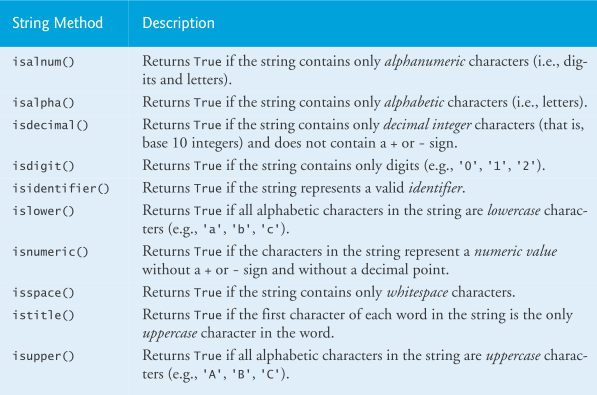 String Method Description
isalnum() Returns True if the string contains only alphanumeric characters (i.e., dig-
its and letters).
isalpha() Returns True if the string contains only alphabetic characters (i.e., letters).
isdecimal() Returns True if the string contains only decimal integer characters (that is,
base 10 integers) and does not contain a + or - sign.
isdigit() Returns True if the string contains only digits (e.g., '0', '1', '2').
isidentifier() Returns True if the string represents a valid identifier.
islower() Returns True if all alphabetic characters in the string are lowercase charac-
ters (e.g., 'a', 'b', 'c').
isnumeric() Returns True if the characters in the string represent a numeric value
without a + or - sign and without a decimal point.
isspace() Returns True if the string contains only whitespace characters.
istitle() Returns True if the first character of each word in the string is the only
uppercase character in the word.
isupper() Returns True if all alphabetic characters in the string are uppercase charac-
ters (e.g., 'A', 'B', 'C').